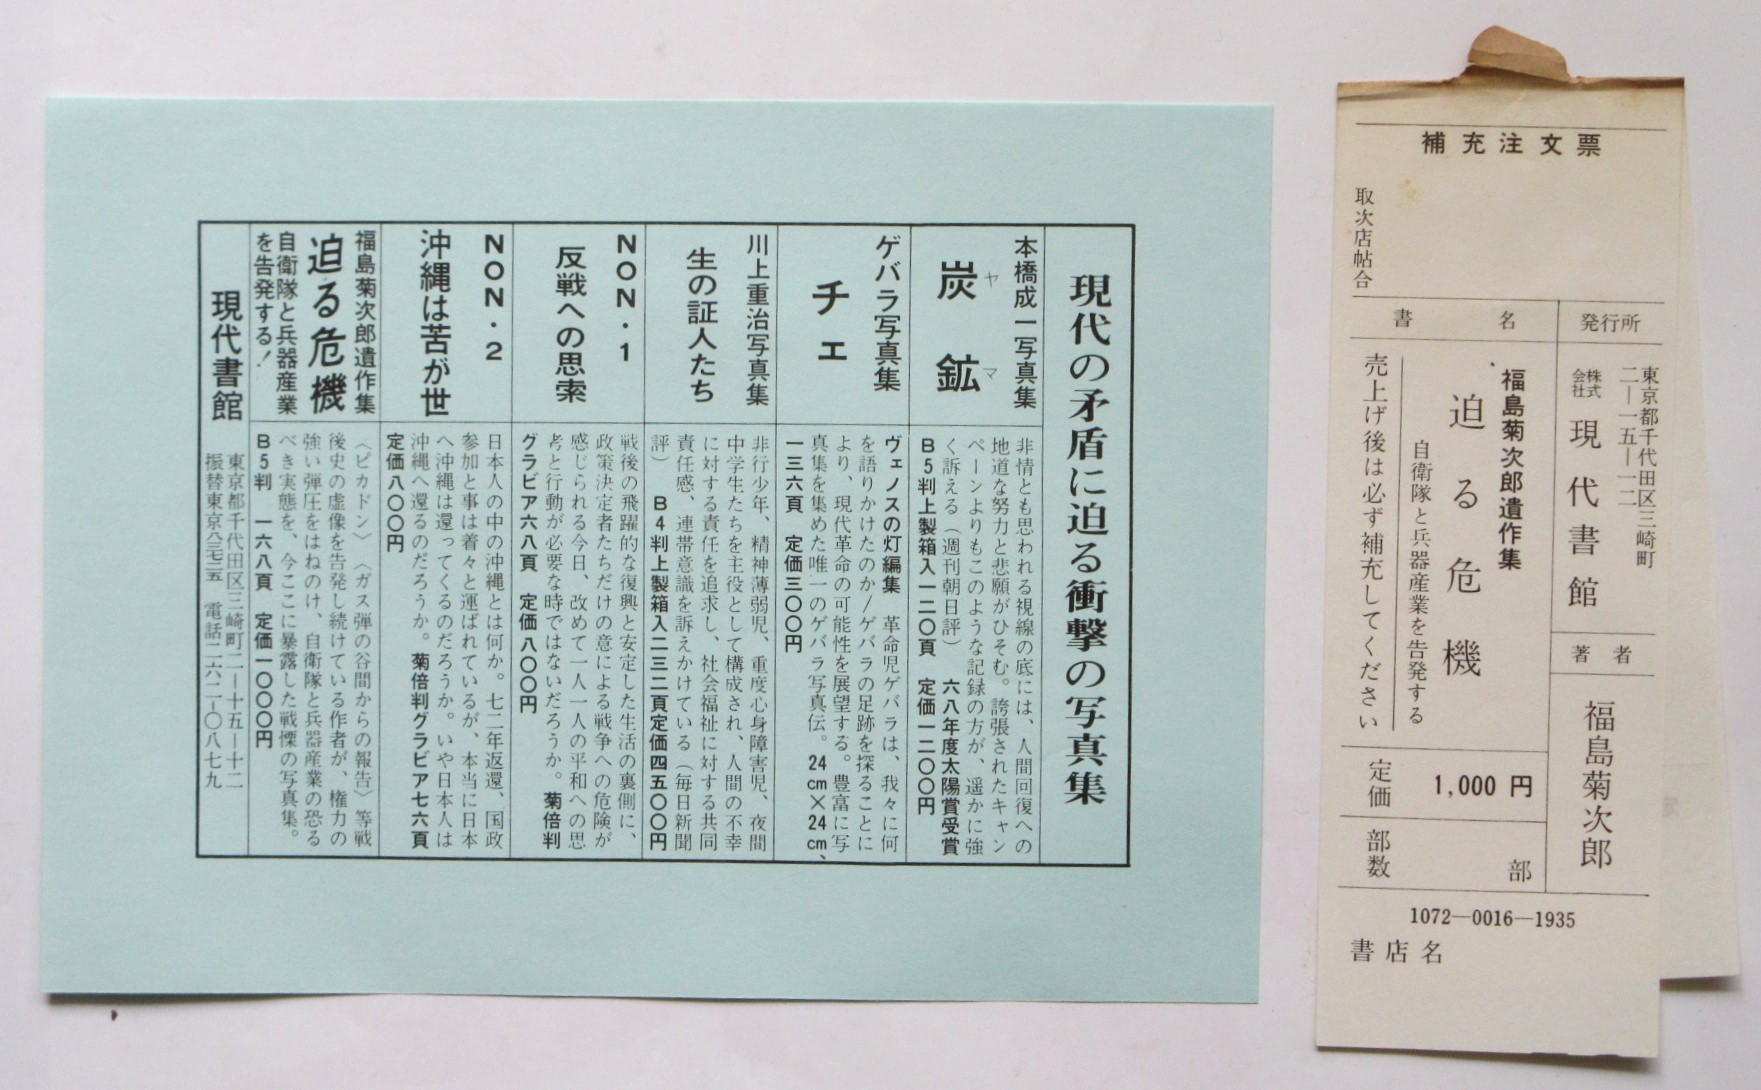 現代の矛盾に迫る衝撃の写真集
本橋成一写真集
炭鉱
ヤマ
非情とも思われる視線の底には、人間回復への
地道な努力と悲願がひそむ。誇張されたキャン
ペーンよりもこのような記録の方が、遥かに強
く訴える（週刊朝日評） 六八年度太陽賞受賞
B5判上製箱入一二〇頁 定価一二〇〇円
ゲバラ写真集
チェ
ヴェノスの灯編集 革命児ゲバラは、我々に何
を語りかけたのか/ゲバラの足跡を探ることに
より、現代革命の可能性を展望する。豊富に写
真集を集めた唯一のゲバラ写真伝。24cm×24cm、
一三六頁 定価三〇〇円
川上重治写真集
生の証人たち
非行少年、精神薄弱児、重度心身障害児、夜間
中学生たちを主役として構成され、人間の不幸
に対する責任を追求し、社会福祉に対する共同
責任感、連帯意識を訴えかけている（毎日新聞
評） B4判上製箱入二三二頁定価四五〇〇円
NON・1
反戦への思索
戦後の飛躍的な復興と安定した生活の裏側に、
政策決定者たちだけの意による戦争への危険が
感じられる今日、改めて一人一人の平和への思
考と行動が必要な時ではないだろうか。 菊倍判
グラビア六八頁 定価八〇〇円
NON・2
沖縄は苦が世
日本人の中の沖縄とは何か。七二年返還、国政
参加と事は着々と運ばれているが、本当に日本
へ沖縄は還ってくるのだろうか。いや日本人は
沖縄へ還るのだろうか。 菊倍判グラビア七六頁
定価八〇〇円
福島菊次郎遺作集
迫る危機
自衛隊と兵器産業
を告発する！
〈ピカドン〉〈ガス弾の谷間からの報告〉等戦
後史の虚像を告発し続けている作者が、権力の
強い弾圧をはねのけ、自衛隊と兵器産業の恐る
べき実態を、今ここに暴露した戦慄の写真集。
B5判 一六八頁 定価一〇〇〇円
現代書館
東京都千代田区三崎町二ー十五ー十二
振替東京八三七二五 電話二六二ー〇八七九
補充注文票
取次店帖合
発行所
東京都千代田区三崎町
二ー一五ー一二
株式会社 現代書館
著者
福島菊次郎
書名
福島菊次郎遺作集
迫る危機
自衛隊と兵器産業を告発する
売上げ後は必ず補充してください
定価
1,000円
部数
部
1072—0016—1935
書店名